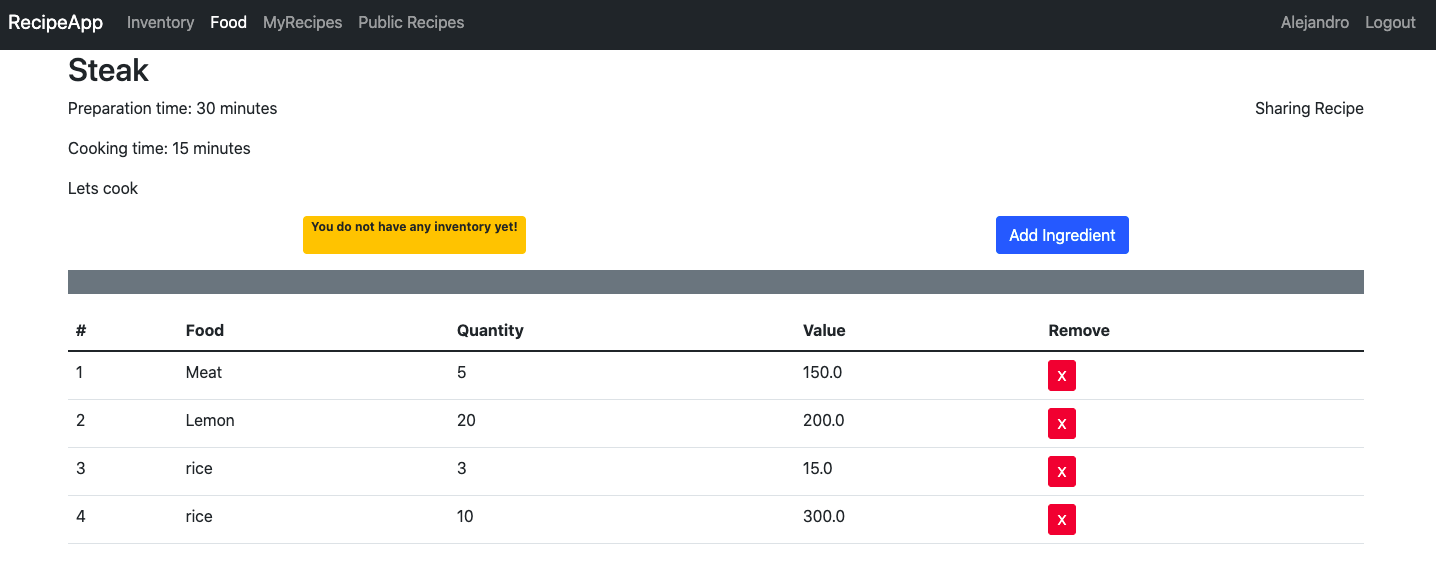 RecipeApp Inventory Food MyRecipes Public Recipes Alejandro Logout
Steak
Preparation time: 30 minutes Sharing Recipe
Cooking time: 15 minutes
Lets cook
You do not have any inventory yet! Add Ingredient
# Food Quantity Value Remove
1 Meat 5 150.0 X
2 Lemon 20 200.0 X
3 rice 3 15.0 X
4 rice 10 300.0 X